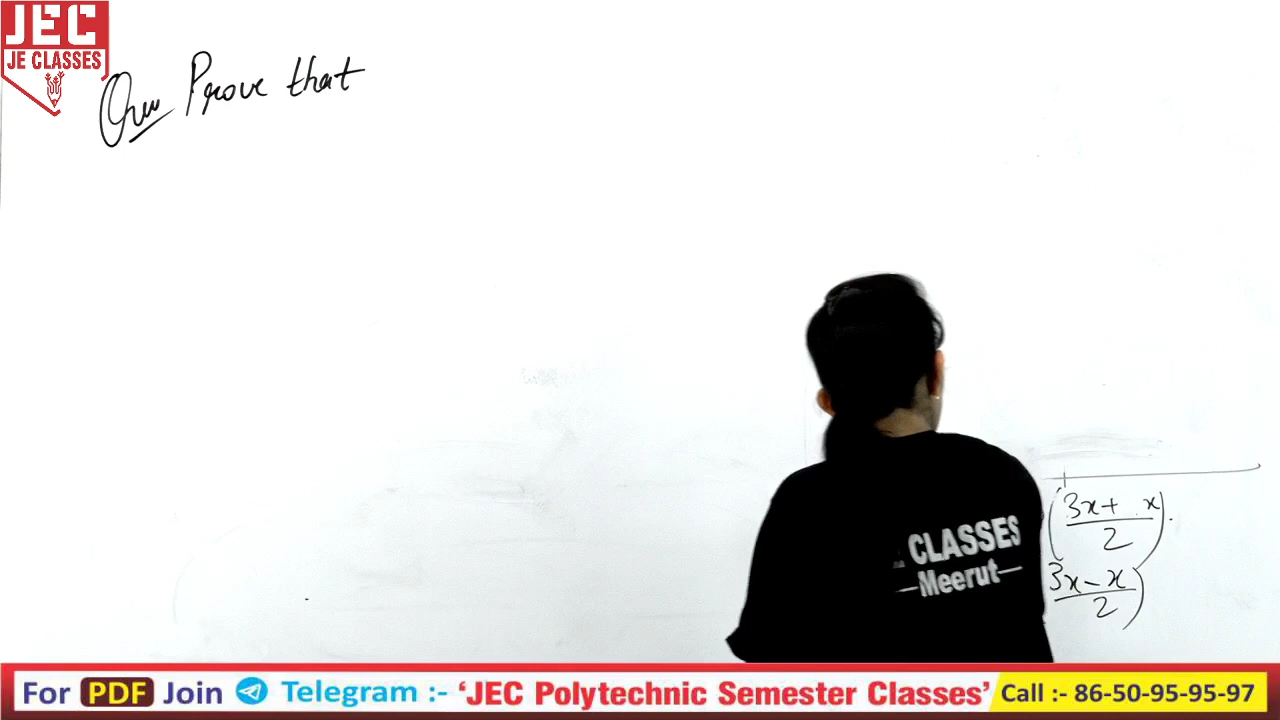 JEC
JE CLASSES
Prove that
CLASSES
Meerut
(3x+ x
2).
3x-x
2)
For PDF Join Telegram :- 'JEC Polytechnic Semester Classes' Call :- 86-50-95-95-97